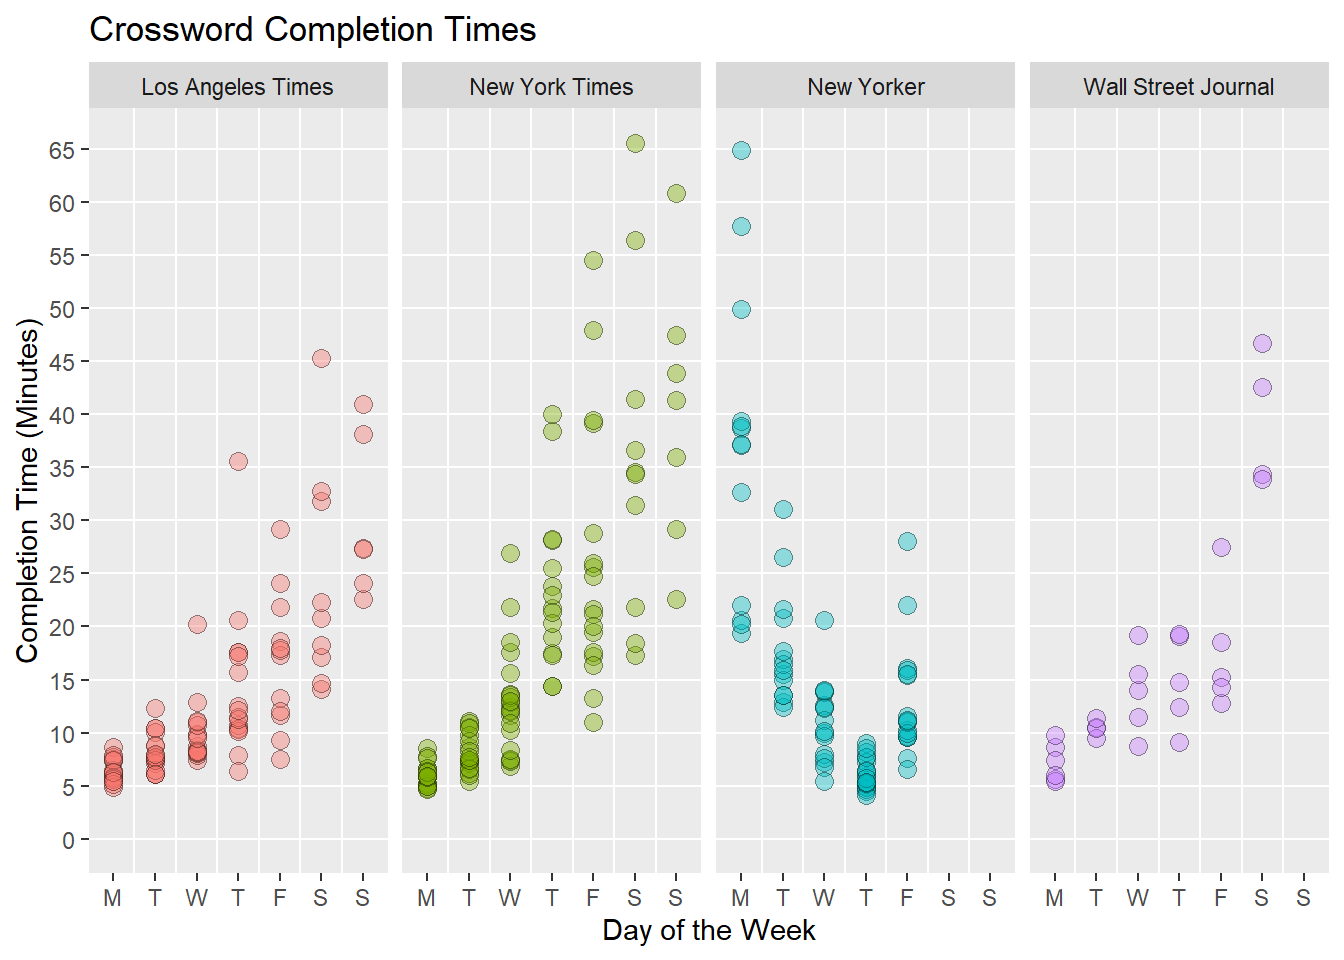 Crossword Completion Times
Los Angeles Times
New York Times
New Yorker
Wall Street Journal
Completion Time (Minutes)
65
60
55
50
45
40
35
30
25
20
15
10
5
0
M T W T F S S
M T W T F S S
M T W T F S S
M T W T F S S
Day of the Week